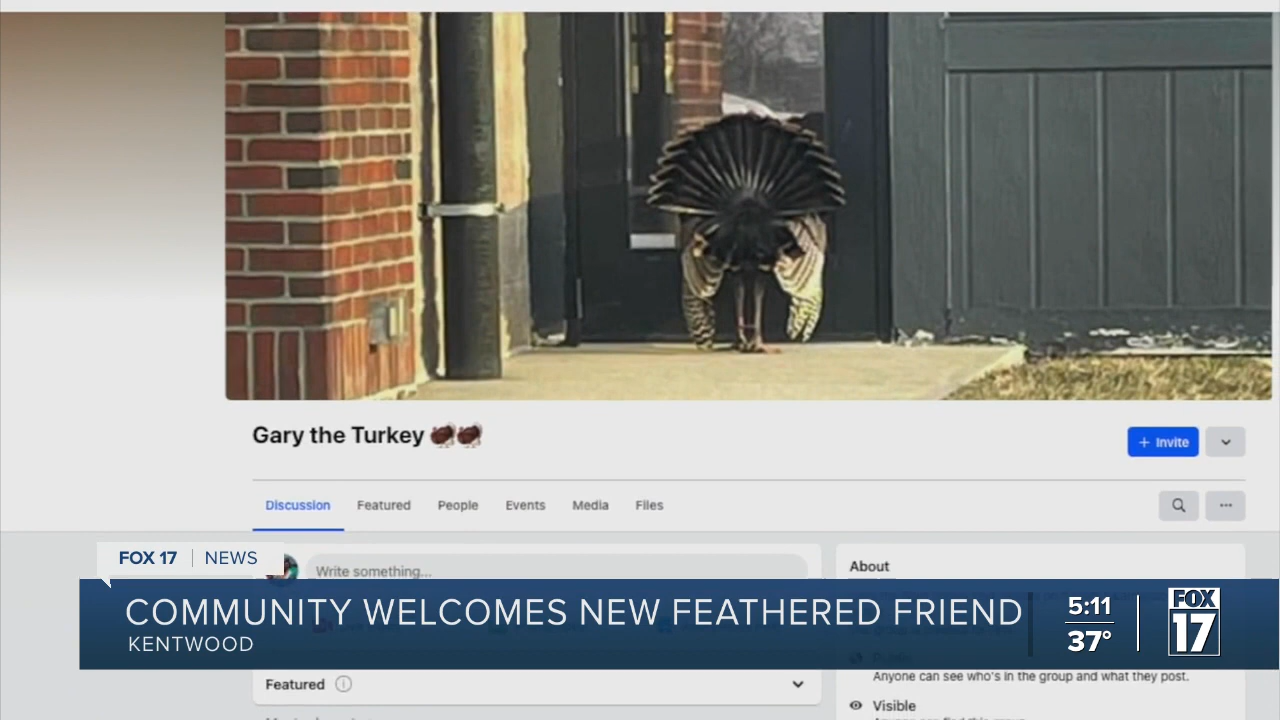 Gary the Turkey
+ Invite
Discussion
Featured
People
Events
Media
Files
FOX 17 | NEWS
Write something...
About
COMMUNITY WELCOMES NEW FEATHERED FRIEND
KENTWOOD
5:11
37°
FOX
17
Featured
Anyone can see who's in the group and what they post.
Visible